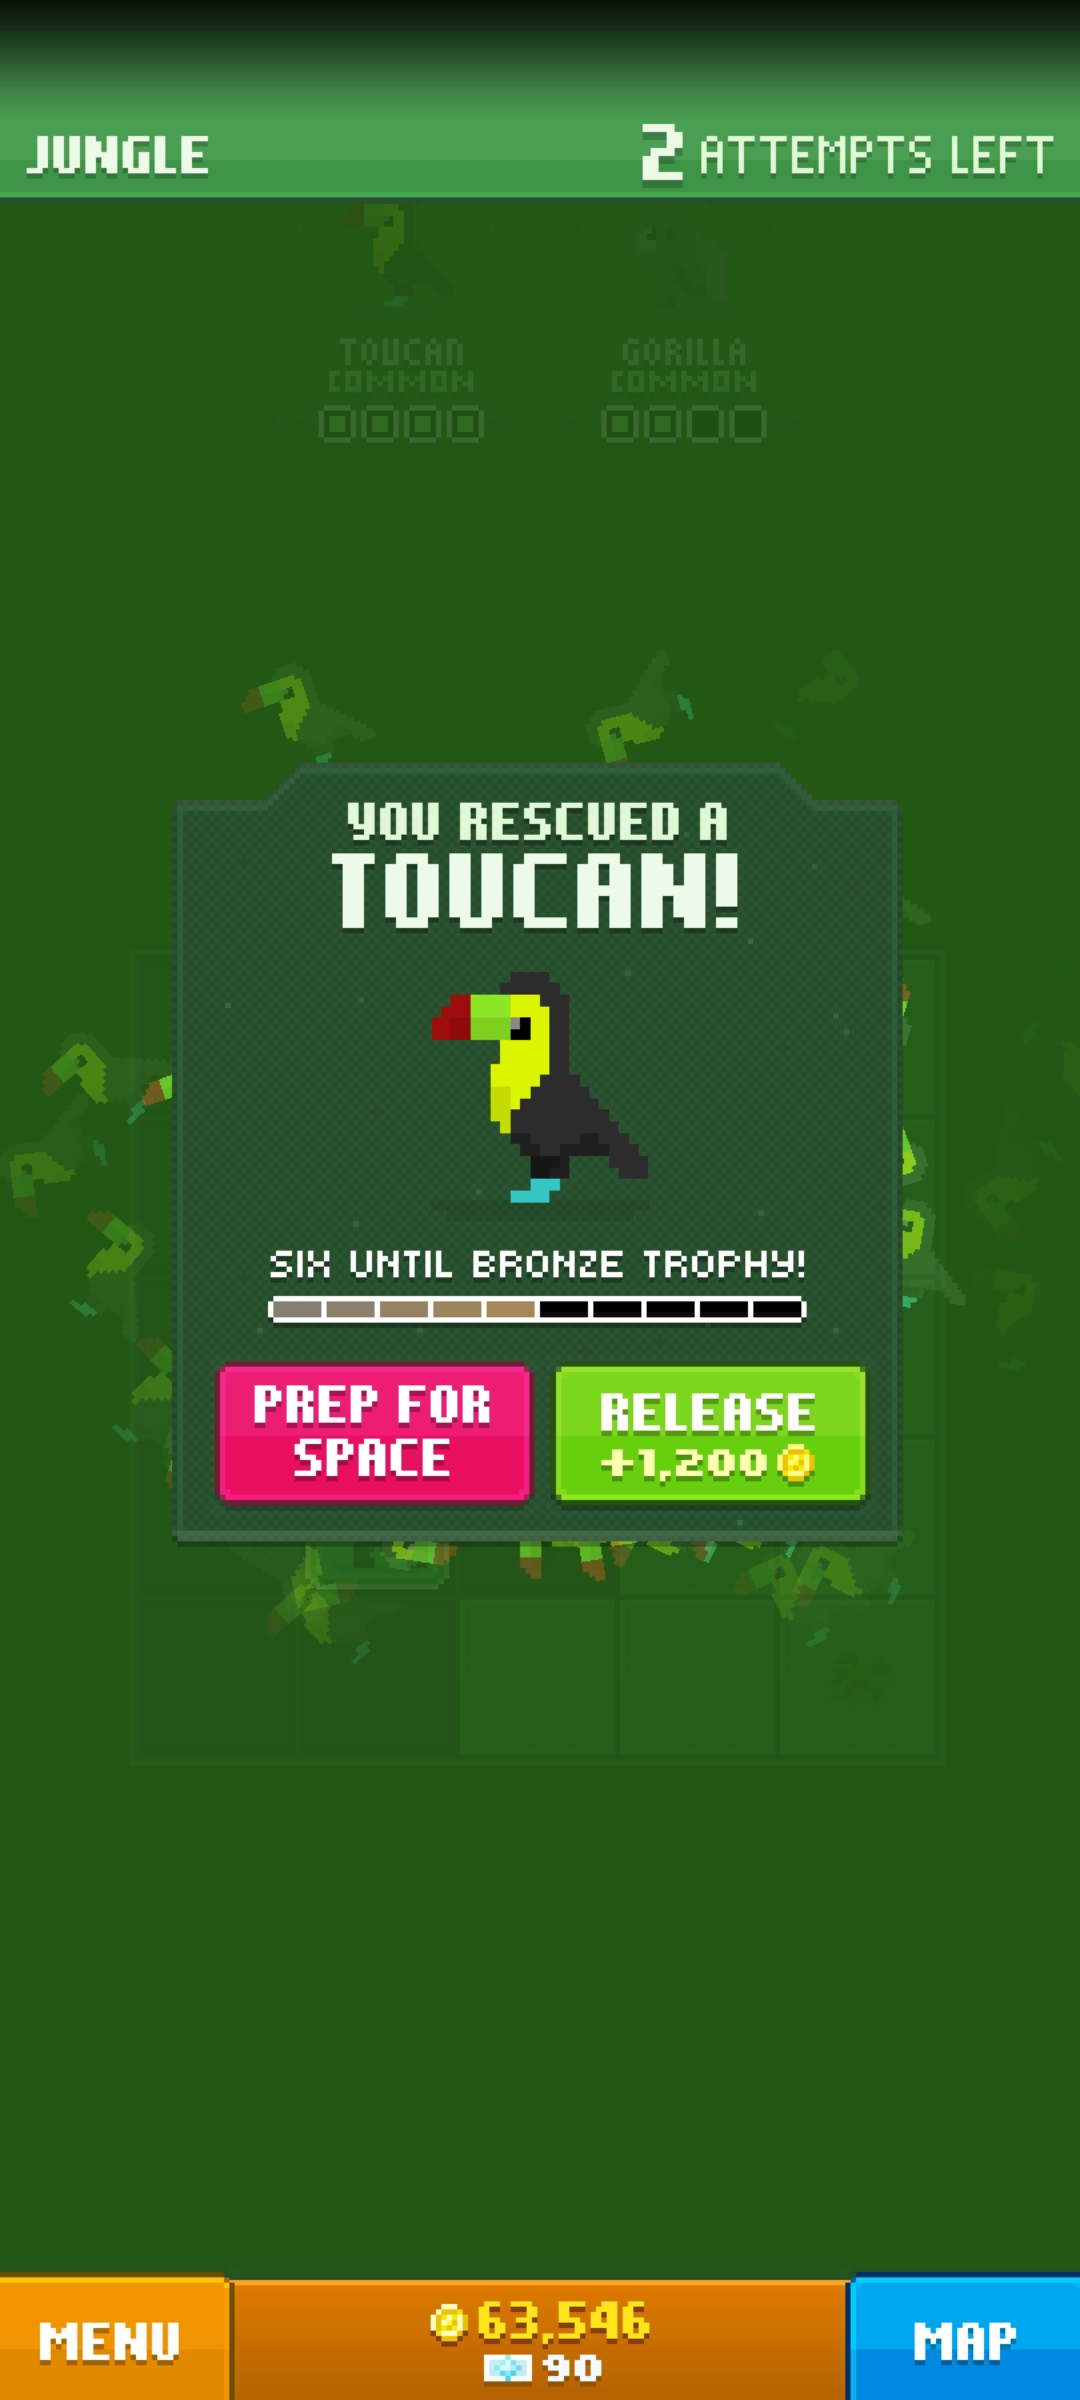 JUNGLE
2 ATTEMPTS LEFT
TOUCAN
COMMON
GORILLA
COMMON
YOU RESCUED A
TOUCAN!
SIX UNTIL BRONZE TROPHY!
PREP FOR
SPACE
RELEASE
+1,200
MENU
63,546
90
MAP